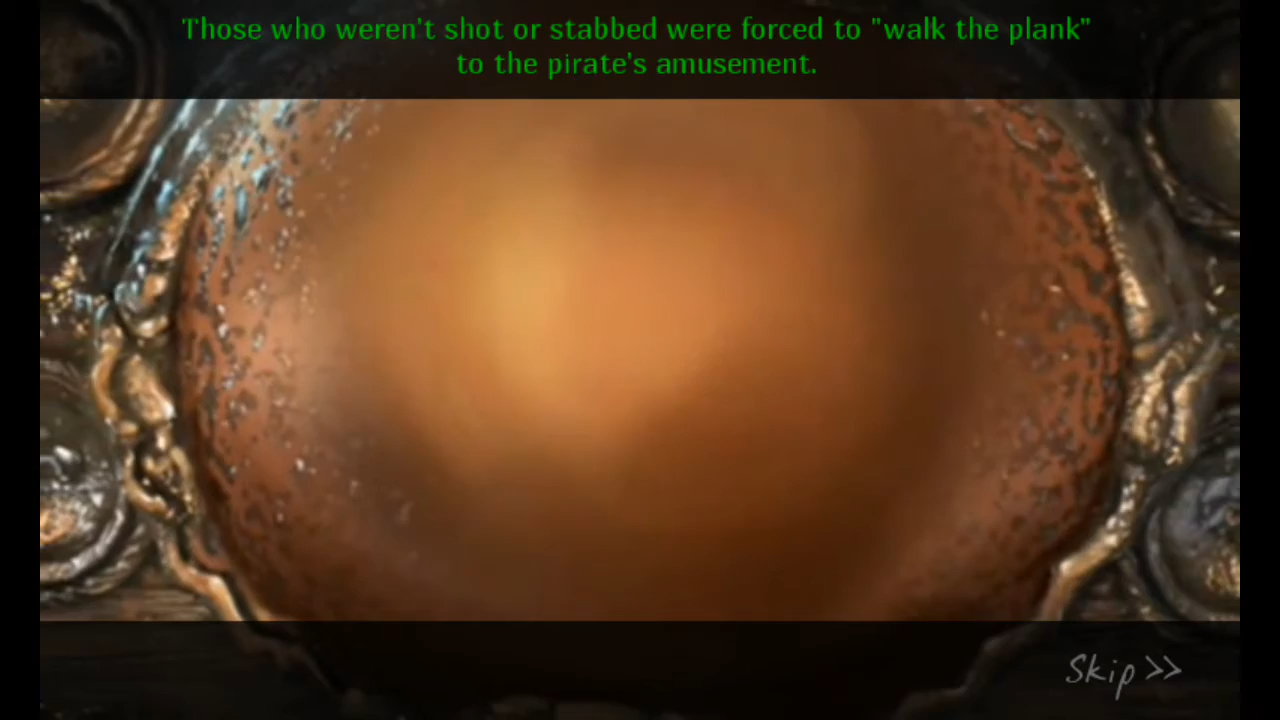 Those who weren't shot or stabbed were forced to "walk the plank"
to the pirate's amusement.
Skip >>